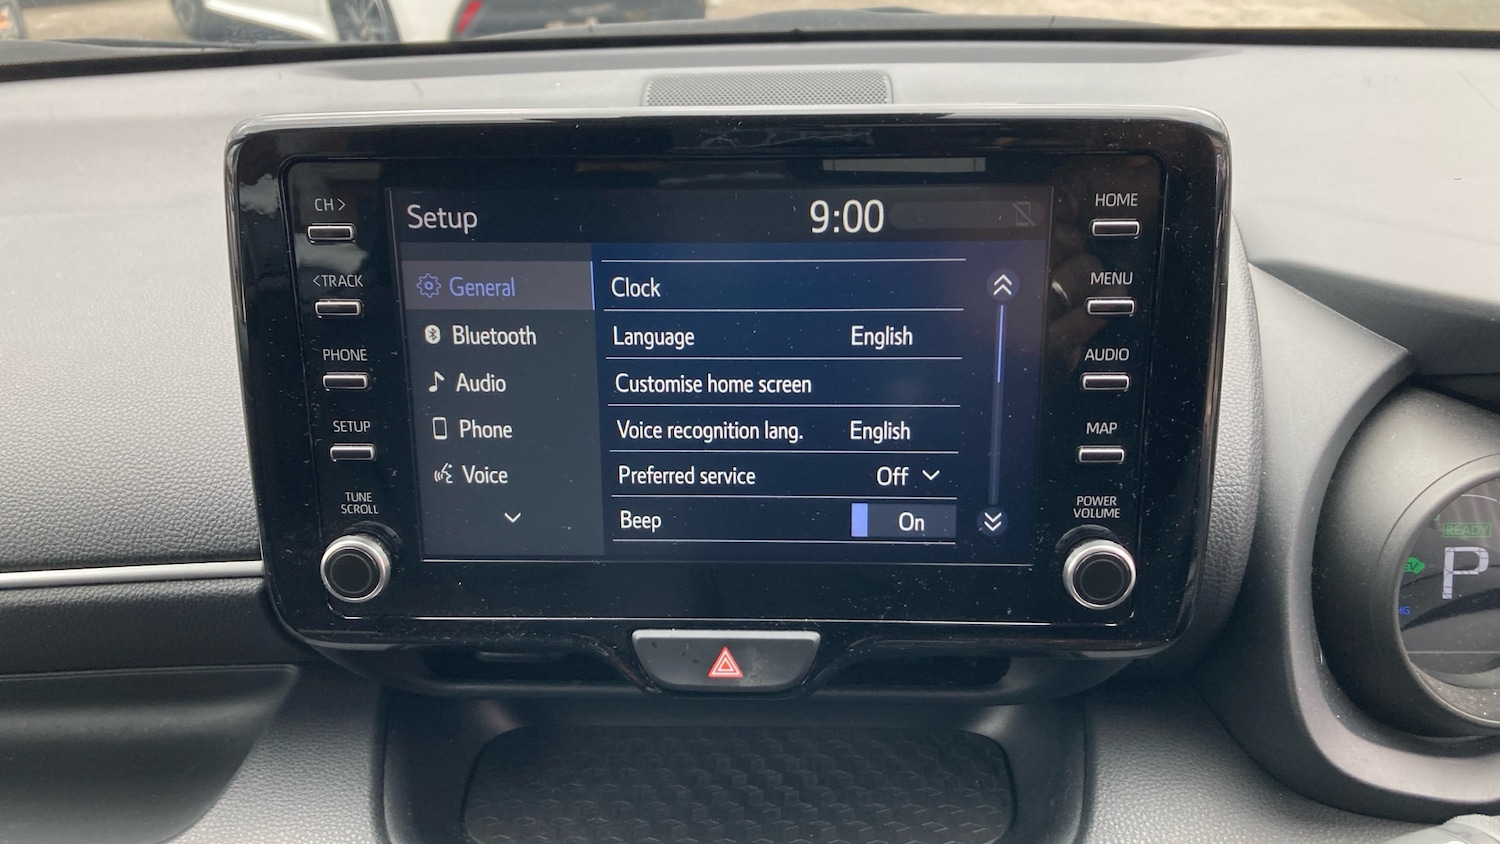 CH >
<TRACK
PHONE
SETUP
TUNE
SCROLL
Setup
9:00
General
Bluetooth
Audio
Phone
Voice
Clock
Language English
Customise home screen
Voice recognition lang. English
Preferred service Off
Beep On
HOME
MENU
AUDIO
MAP
POWER
VOLUME
READY
EV
P